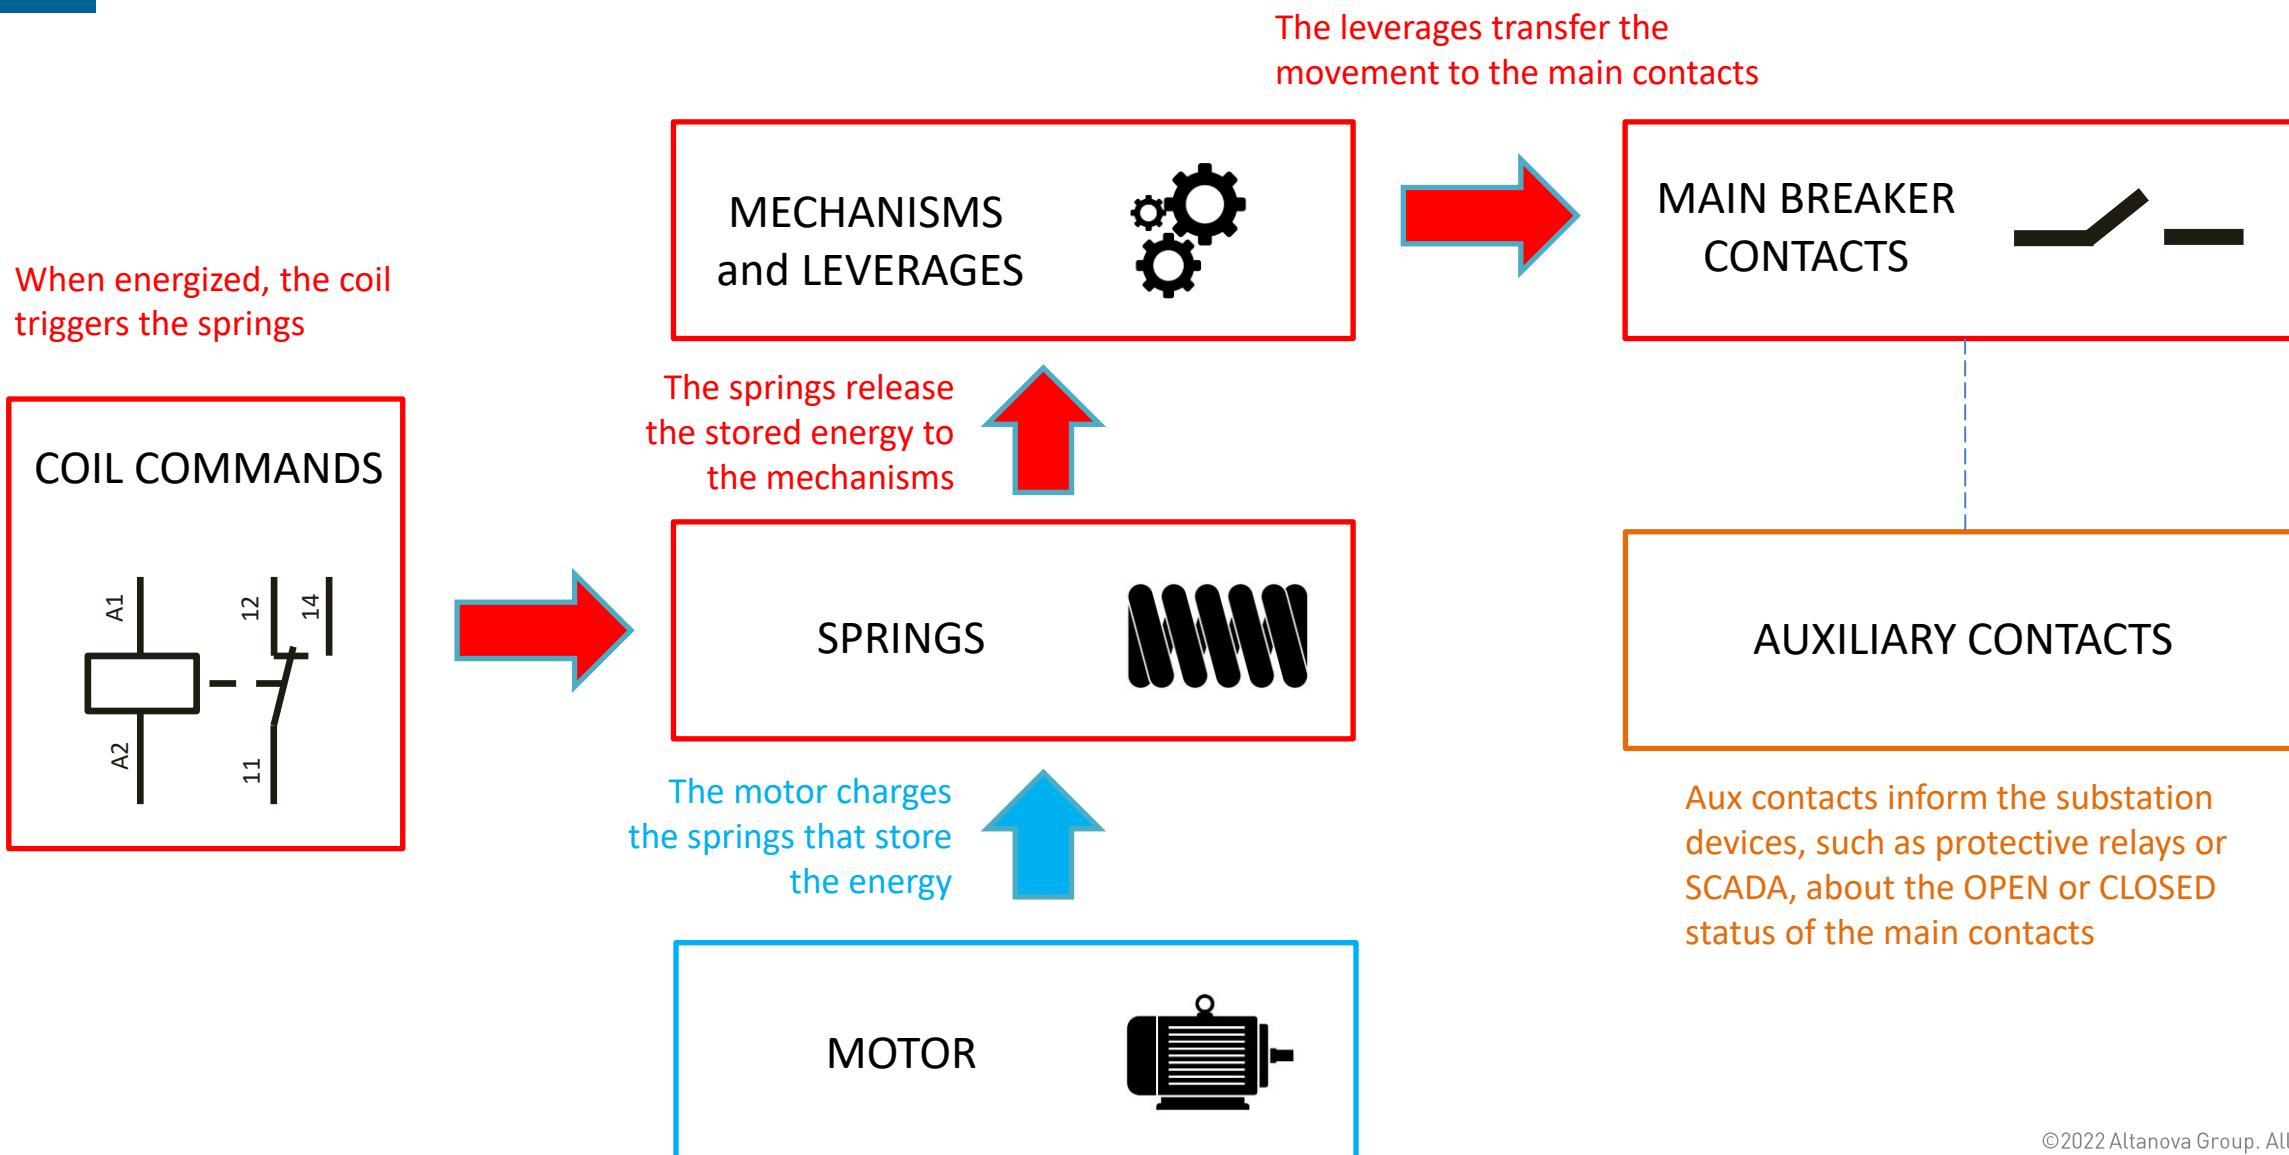 The leverages transfer the
movement to the main contacts
MECHANISMS
and LEVERAGES
MAIN BREAKER
CONTACTS
When energized, the coil
triggers the springs
The springs release
the stored energy to
the mechanisms
COIL COMMANDS
A1
12
14
A2
11
SPRINGS
AUXILIARY CONTACTS
The motor charges
the springs that store
the energy
Aux contacts inform the substation
devices, such as protective relays or
SCADA, about the OPEN or CLOSED
status of the main contacts
MOTOR
©2022 Altanova Group. All